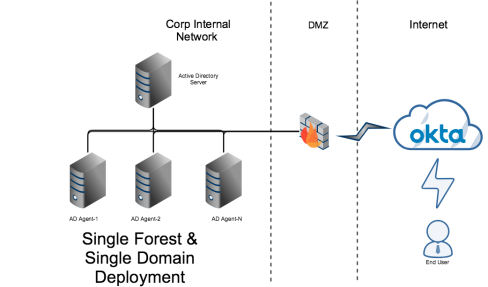 Corp Internal
Network
DMZ
Internet
Active Directory
Server
okta
AD Agent-1
AD Agent-2
AD Agent-N
End User
Single Forest &
Single Domain
Deployment